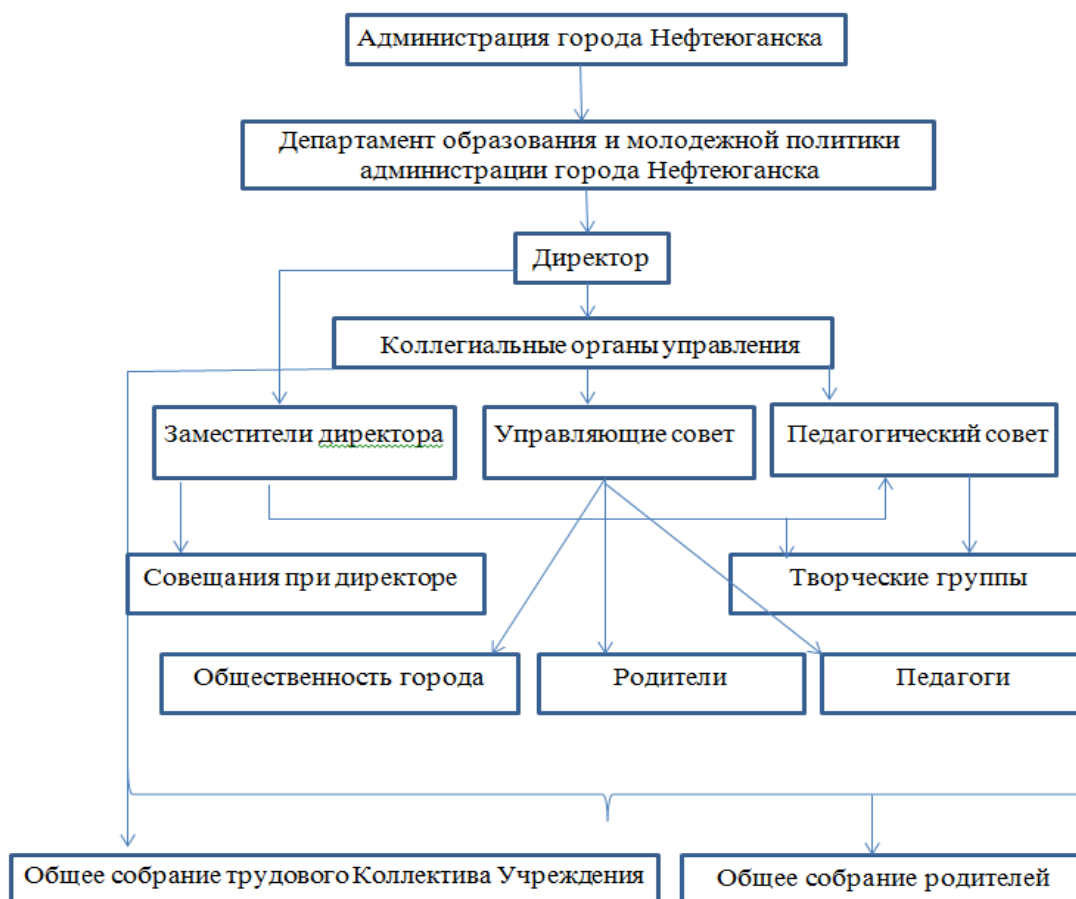 Администрация города Нефтеюганска
Департамент образования и молодежной политики
администрации города Нефтеюганска
Директор
Коллегиальные органы управления
Заместители директора
Управляющие совет
Педагогический совет
Совещания при директоре
Творческие группы
Общественность города
Родители
Педагоги
Общее собрание трудового Коллектива Учреждения
Общее собрание родителей